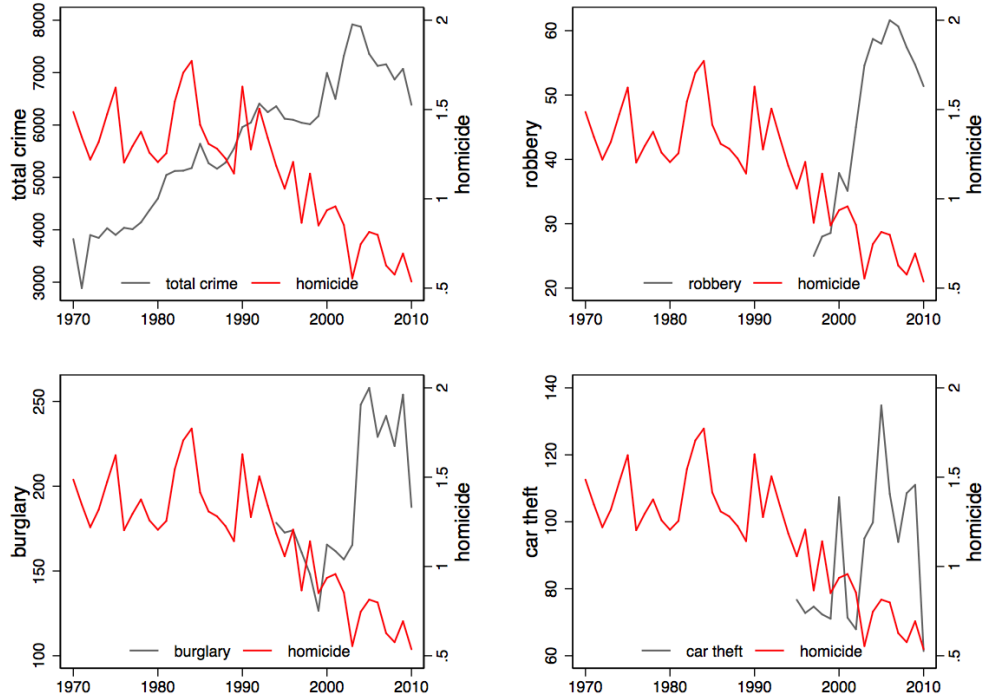 total crime
3000 4000 5000 6000 7000 8000
homicide
.5 1 1.5 2
total crime homicide
1970 1980 1990 2000 2010
robbery
20 30 40 50 60
homicide
.5 1 1.5 2
robbery homicide
1970 1980 1990 2000 2010
burglary
100 150 200 250
homicide
.5 1 1.5 2
burglary homicide
1970 1980 1990 2000 2010
car theft
60 80 100 120 140
homicide
.5 1 1.5 2
car theft homicide
1970 1980 1990 2000 2010